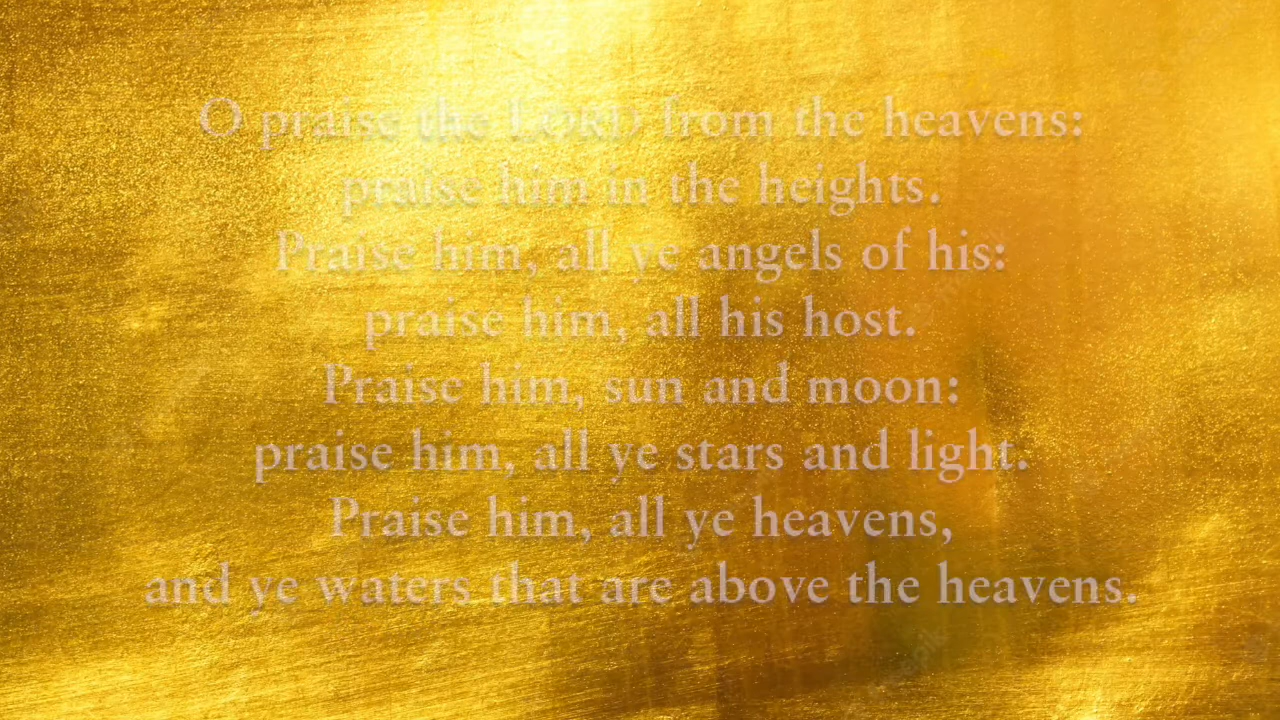 O praise the LORD from the heavens:
praise him in the heights.
Praise him, all ye angels of his:
praise him, all his host.
Praise him, sun and moon:
praise him, all ye stars and light.
Praise him, all ye heavens,
and ye waters that are above the heavens.